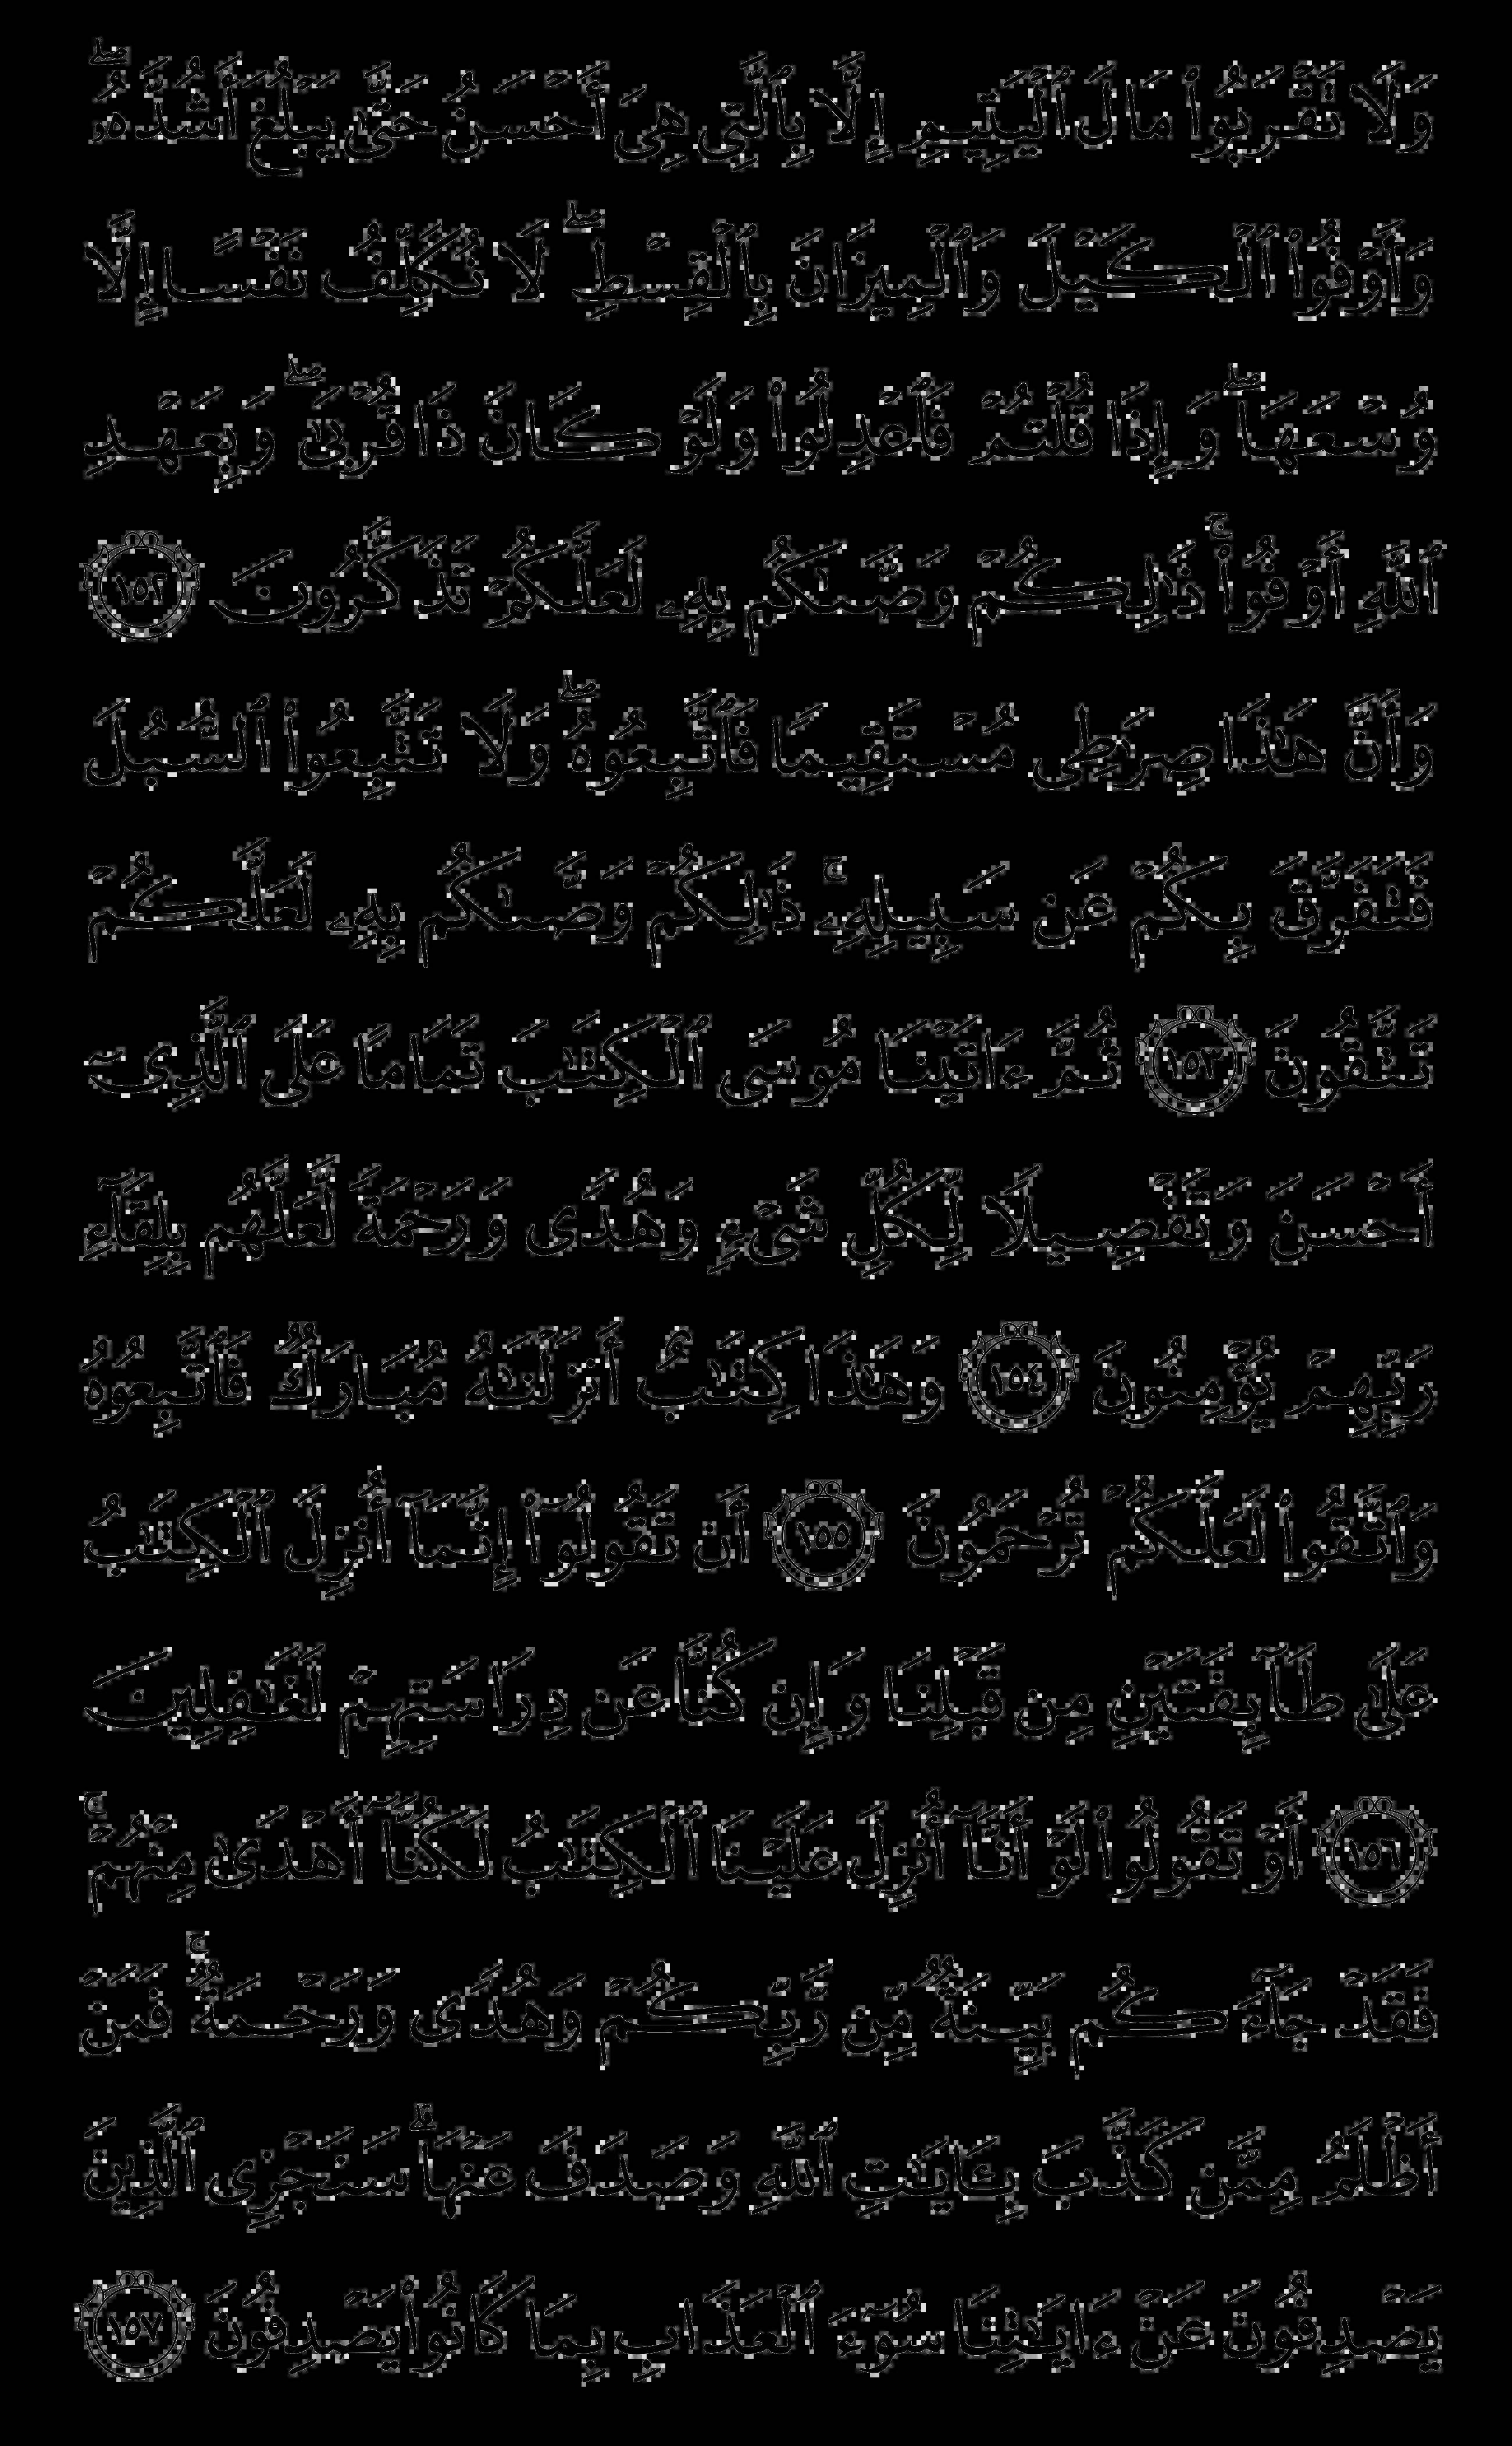 وَلَا تَقْرَبُوا۟ مَالَ ٱلْيَتِيمِ إِلَّا بِٱلَّتِى هِىَ أَحْسَنُ حَتَّىٰ يَبْلُغَ أَشُدَّهُۥ ۖ
وَأَوْفُوا۟ ٱلْكَيْلَ وَٱلْمِيزَانَ بِٱلْقِسْطِ ۖ لَا نُكَلِّفُ نَفْسًا إِلَّا
وُسْعَهَا ۖ وَإِذَا قُلْتُمْ فَٱعْدِلُوا۟ وَلَوْ كَانَ ذَا قُرْبَىٰ ۖ وَبِعَهْدِ
ٱللَّهِ أَوْفُوا۟ ۚ ذَٰلِكُمْ وَصَّىٰكُم بِهِۦ لَعَلَّكُمْ تَذَكَّرُونَ ١٥٢
وَأَنَّ هَٰذَا صِرَٰطِى مُسْتَقِيمًا فَٱتَّبِعُوهُ ۖ وَلَا تَتَّبِعُوا۟ ٱلسُّبُلَ
فَتَفَرَّقَ بِكُمْ عَن سَبِيلِهِۦ ۚ ذَٰلِكُمْ وَصَّىٰكُم بِهِۦ لَعَلَّكُمْ
تَتَّقُونَ ١٥٣ ثُمَّ ءَاتَيْنَا مُوسَى ٱلْكِتَٰبَ تَمَامًا عَلَى ٱلَّذِىٓ
أَحْسَنَ وَتَفْصِيلًا لِّكُلِّ شَىْءٍ وَهُدًى وَرَحْمَةً لَّعَلَّهُم بِلِقَآءِ
رَبِّهِمْ يُؤْمِنُونَ ١٥٤ وَهَٰذَا كِتَٰبٌ أَنزَلْنَٰهُ مُبَارَكٌ فَٱتَّبِعُوهُ
وَٱتَّقُوا۟ لَعَلَّكُمْ تُرْحَمُونَ ١٥٥ أَن تَقُولُوٓا۟ إِنَّمَآ أُنزِلَ ٱلْكِتَٰبُ
عَلَىٰ طَآئِفَتَيْنِ مِن قَبْلِنَا وَإِن كُنَّا عَن دِرَاسَتِهِمْ لَغَٰفِلِينَ
١٥٦ أَوْ تَقُولُوا۟ لَوْ أَنَّآ أُنزِلَ عَلَيْنَا ٱلْكِتَٰبُ لَكُنَّآ أَهْدَىٰ مِنْهُمْ ۚ
فَقَدْ جَآءَكُم بَيِّنَةٌ مِّن رَّبِّكُمْ وَهُدًى وَرَحْمَةٌ ۚ فَمَنْ
أَظْلَمُ مِمَّن كَذَّبَ بِـَٔايَٰتِ ٱللَّهِ وَصَدَفَ عَنْهَا ۗ سَنَجْزِى ٱلَّذِينَ
يَصْدِفُونَ عَنْ ءَايَٰتِنَا سُوٓءَ ٱلْعَذَابِ بِمَا كَانُوا۟ يَصْدِفُونَ ١٥٧